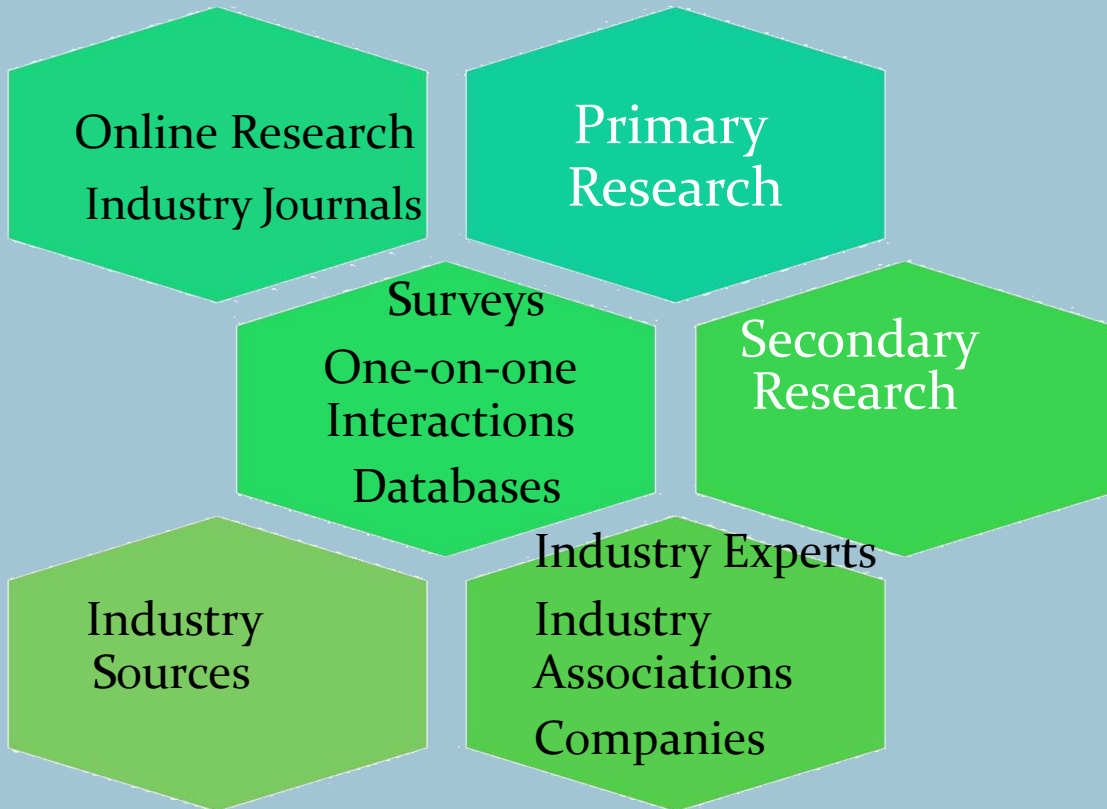 Online Research
Industry Journals
Primary
Research
Surveys
One-on-one
Interactions
Databases
Secondary
Research
Industry
Sources
Industry Experts
Industry
Associations
Companies